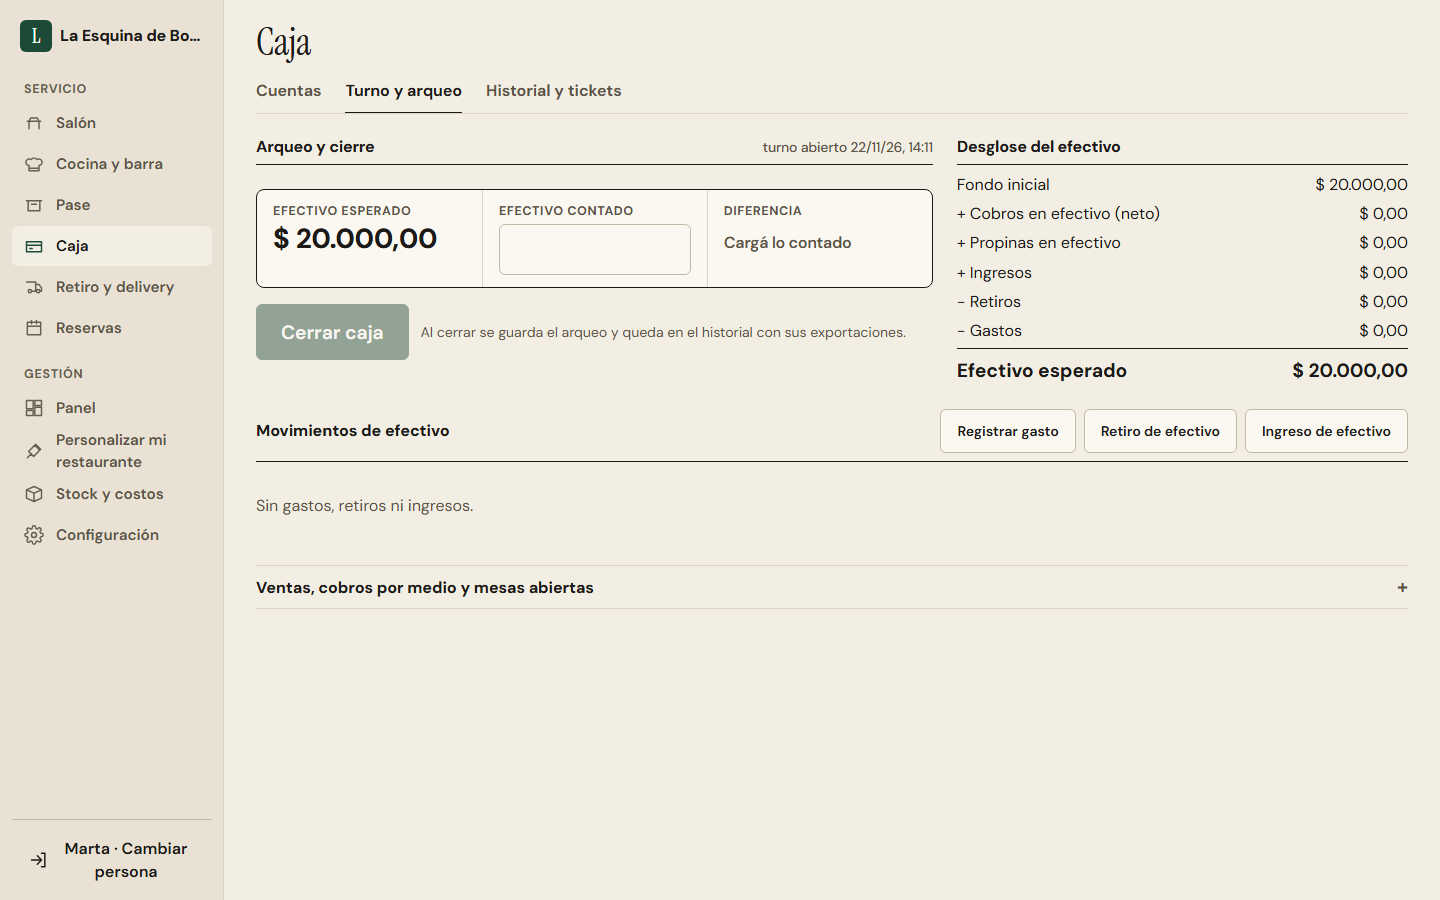 L
La Esquina de Bo...
SERVICIO
Salón
Cocina y barra
Pase
Caja
Retiro y delivery
Reservas
GESTIÓN
Panel
Personalizar mi
restaurante
Stock y costos
Configuración
Marta · Cambiar
persona
Caja
Cuentas
Turno y arqueo
Historial y tickets
Arqueo y cierre
turno abierto 22/11/26, 14:11
EFECTIVO ESPERADO
$ 20.000,00
EFECTIVO CONTADO
DIFERENCIA
Cargá lo contado
Cerrar caja
Al cerrar se guarda el arqueo y queda en el historial con sus exportaciones.
Desglose del efectivo
Fondo inicial $ 20.000,00
+ Cobros en efectivo (neto) $ 0,00
+ Propinas en efectivo $ 0,00
+ Ingresos $ 0,00
− Retiros $ 0,00
− Gastos $ 0,00
Efectivo esperado $ 20.000,00
Movimientos de efectivo
Registrar gasto
Retiro de efectivo
Ingreso de efectivo
Sin gastos, retiros ni ingresos.
Ventas, cobros por medio y mesas abiertas +